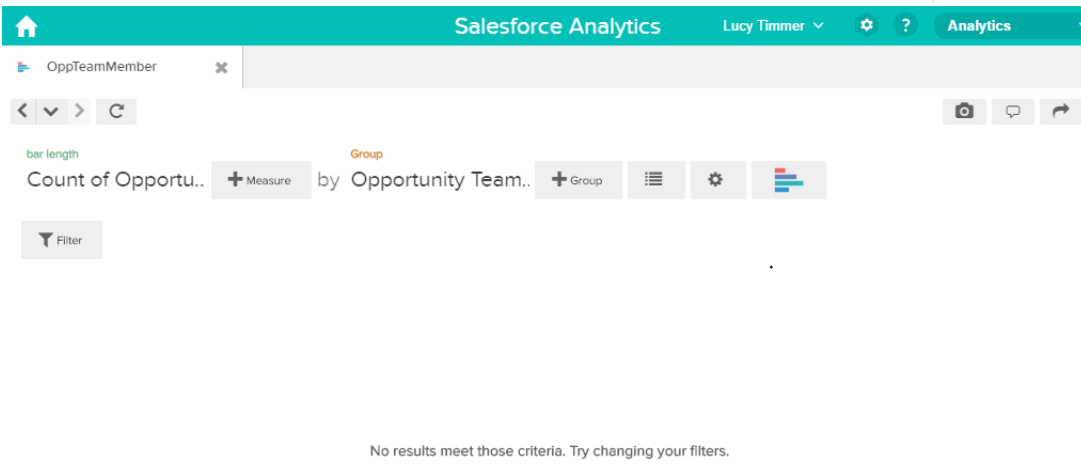 Salesforce Analytics Lucy Timmer ? Analytics
OppTeamMember
bar length Group
Count of Opportu.. Measure by Opportunity Team.. Group
Filter
No results meet those criteria. Try changing your filters.